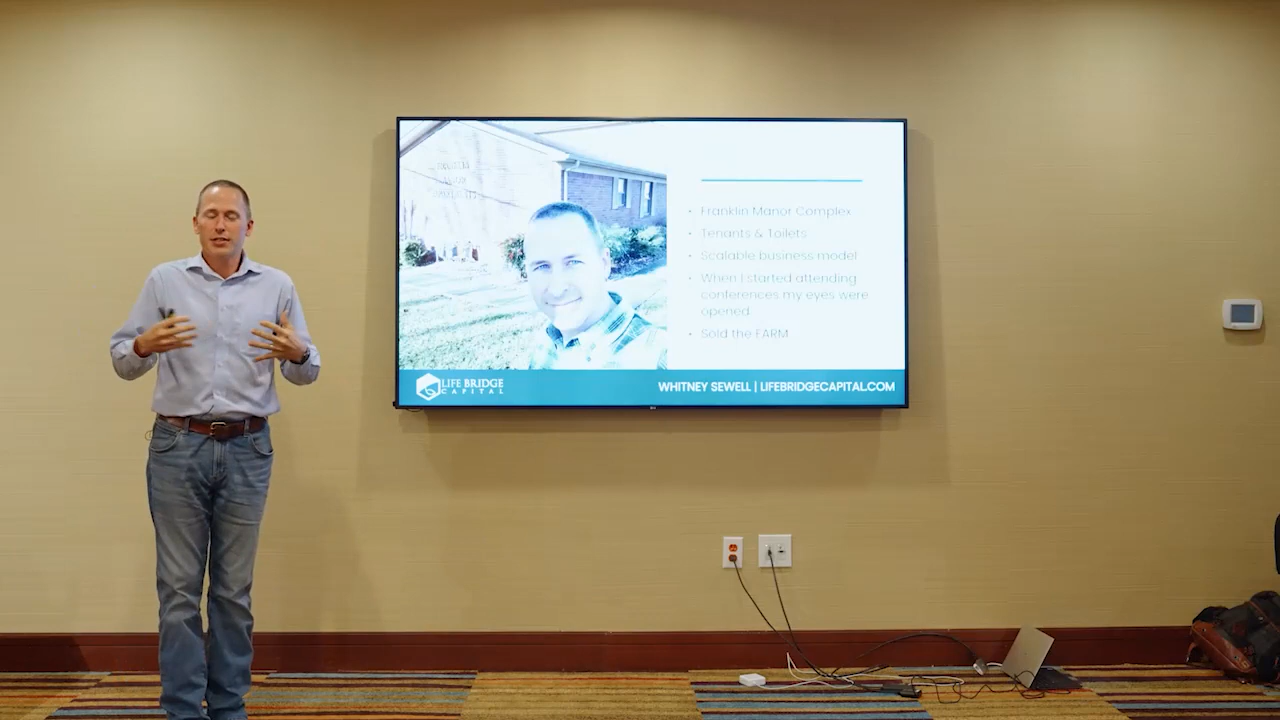 Franklin Manor Complex
Tenants & Toilets
Scalable business model
When I started attending
conferences my eyes were
opened
Sold the FARM
LIFE BRIDGE
CAPITAL
WHITNEY SEWELL | LIFEBRIDGECAPITAL.COM